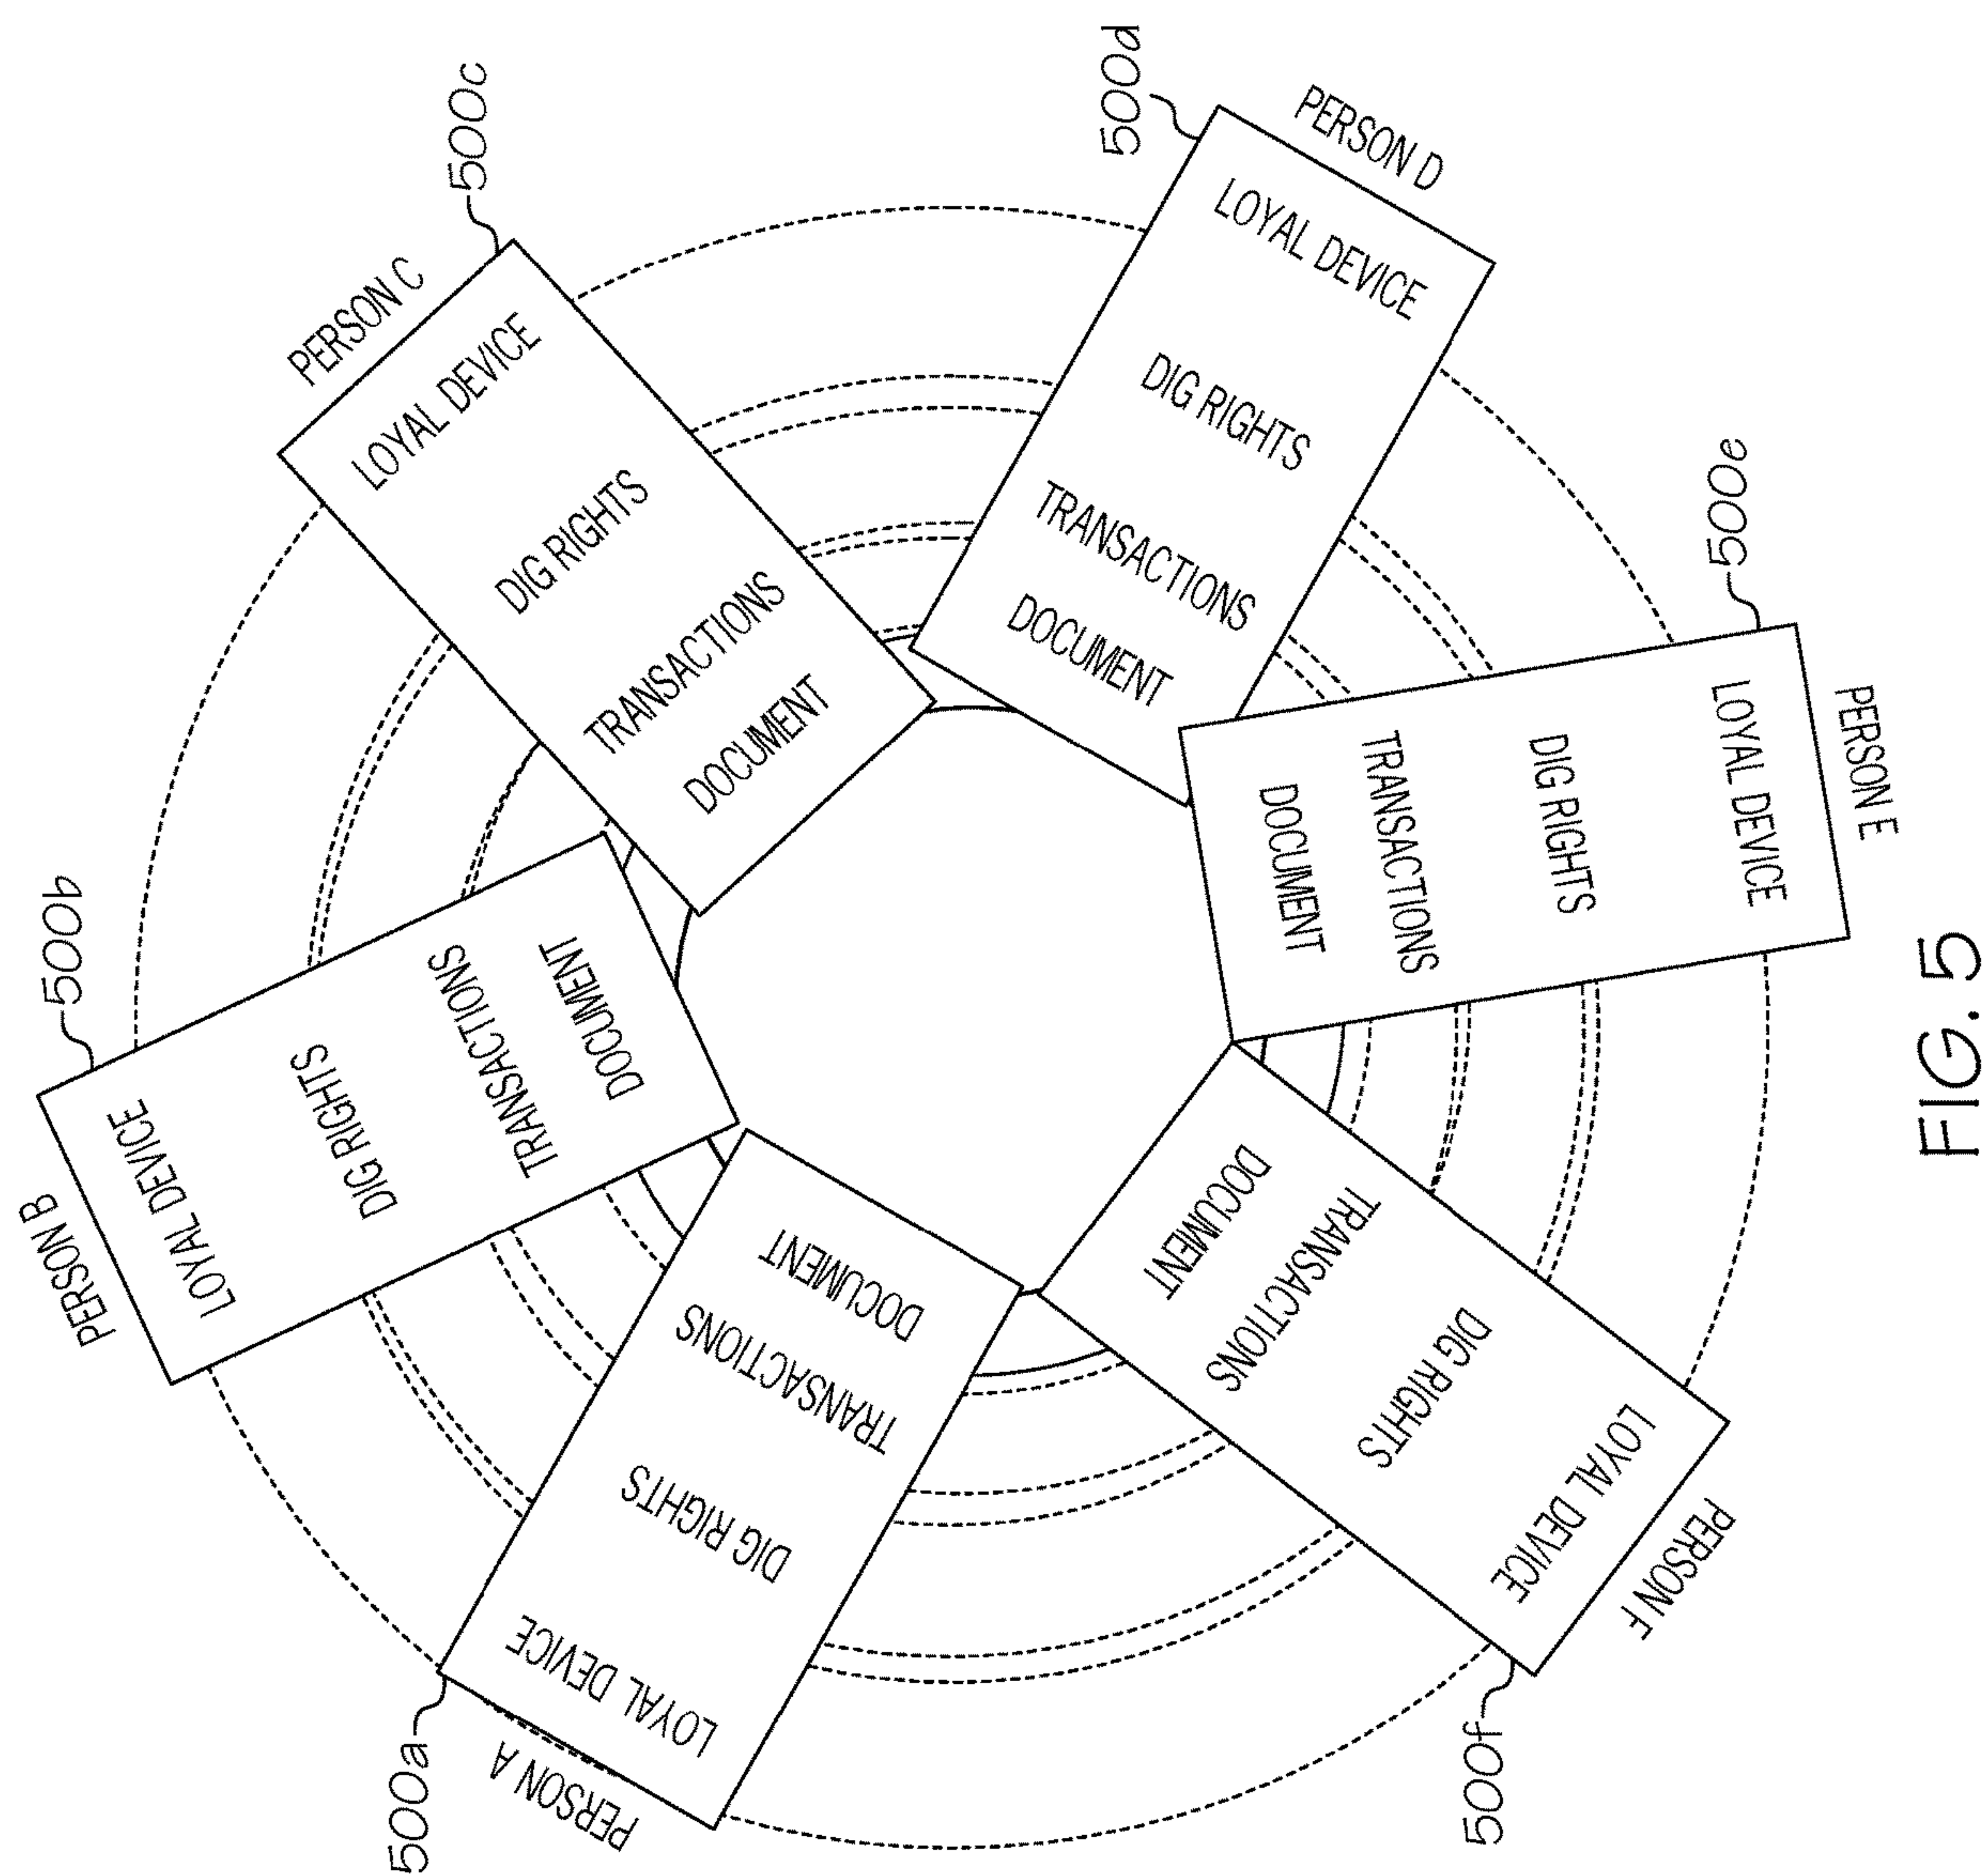 500a
PERSON A
LOYAL DEVICE
DIG RIGHTS
TRANSACTIONS
DOCUMENT
500b
PERSON B
LOYAL DEVICE
DIG RIGHTS
TRANSACTIONS
DOCUMENT
500c
PERSON C
LOYAL DEVICE
DIG RIGHTS
TRANSACTIONS
DOCUMENT
500d
PERSON D
LOYAL DEVICE
DIG RIGHTS
TRANSACTIONS
DOCUMENT
500e
PERSON E
LOYAL DEVICE
DIG RIGHTS
TRANSACTIONS
DOCUMENT
500f
PERSON F
LOYAL DEVICE
DIG RIGHTS
TRANSACTIONS
DOCUMENT
FIG. 5